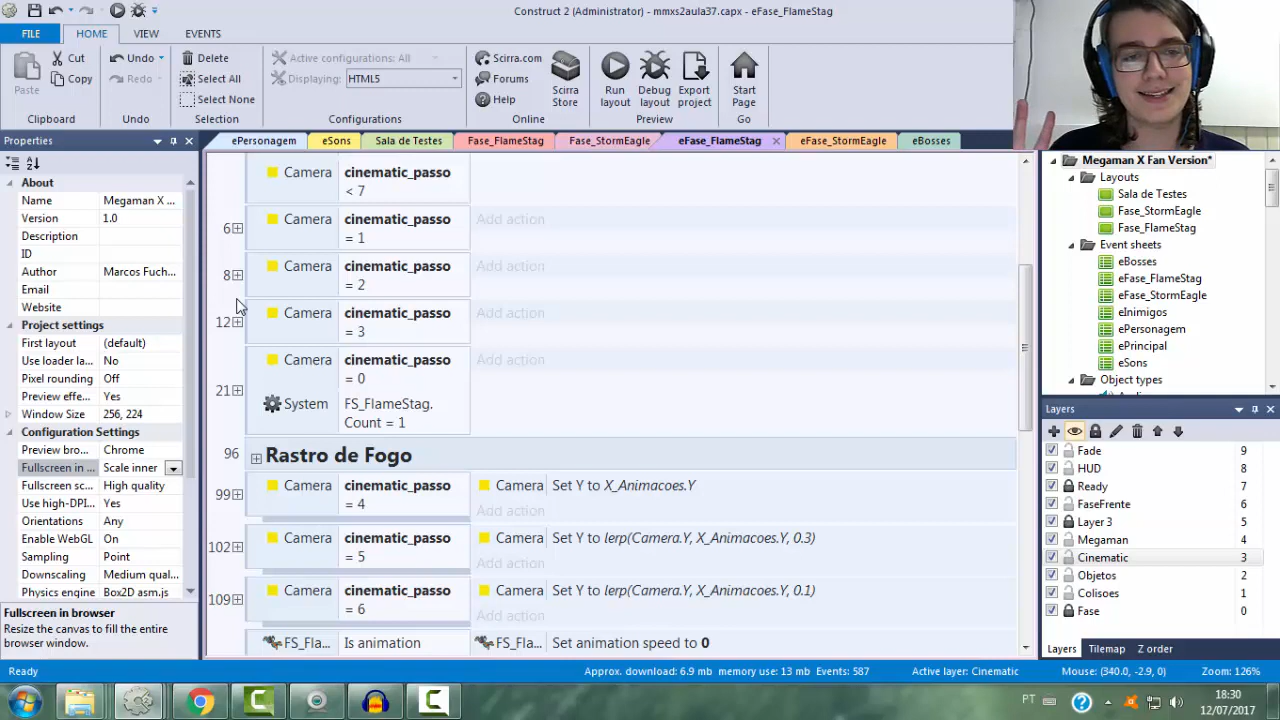 Construct 2 (Administrator) - mmxs2aula37.capx - eFase_FlameStag
FILE HOME VIEW EVENTS
Paste Cut Copy Clipboard
Undo Redo Undo
Delete Select All Select None Selection
Active configurations: All
Displaying: HTML5
Configurations
Scirra.com Forums Help Scirra Store Online
Run layout Debug layout Export project Preview
Start Page Go
Properties
ePersonagem eSons Sala de Testes Fase_FlameStag Fase_StormEagle eFase_FlameStag eFase_StormEagle eBosses
About
Name Megaman X ...
Version 1.0
Description
ID
Author Marcos Fuch...
Email
Website
Project settings
First layout (default)
Use loader la... No
Pixel rounding Off
Preview effe... Yes
Window Size 256, 224
Configuration Settings
Preview bro... Chrome
Fullscreen in ... Scale inner
Fullscreen sc... High quality
Use high-DPI... Yes
Orientations Any
Enable WebGL On
Sampling Point
Downscaling Medium qual...
Physics engine Box2D asm.js
Fullscreen in browser
Resize the canvas to fill the entire
browser window.
Camera cinematic_passo
< 7
6 Camera cinematic_passo Add action
= 1
8 Camera cinematic_passo Add action
= 2
12 Camera cinematic_passo Add action
= 3
21 Camera cinematic_passo Add action
= 0
System FS_FlameStag.
Count = 1
96 Rastro de Fogo
99 Camera cinematic_passo Camera Set Y to X_Animacoes.Y
= 4 Add action
102 Camera cinematic_passo Camera Set Y to lerp(Camera.Y, X_Animacoes.Y, 0.3)
= 5 Add action
109 Camera cinematic_passo Camera Set Y to lerp(Camera.Y, X_Animacoes.Y, 0.1)
= 6 Add action
FS_Fla... Is animation FS_Fla... Set animation speed to 0
Megaman X Fan Version*
Layouts
Sala de Testes
Fase_StormEagle
Fase_FlameStag
Event sheets
eBosses
eFase_FlameStag
eFase_StormEagle
eInimigos
ePersonagem
ePrincipal
eSons
Object types
Layers
Fade 9
HUD 8
Ready 7
FaseFrente 6
Layer 3 5
Megaman 4
Cinematic 3
Objetos 2
Colisoes 1
Fase 0
Layers Tilemap Z order
Ready Approx. download: 6.9 mb memory use: 13 mb Events: 587 Active layer: Cinematic Mouse: (340.0, -2.9, 0) Zoom: 126%
PT 18:30
12/07/2017